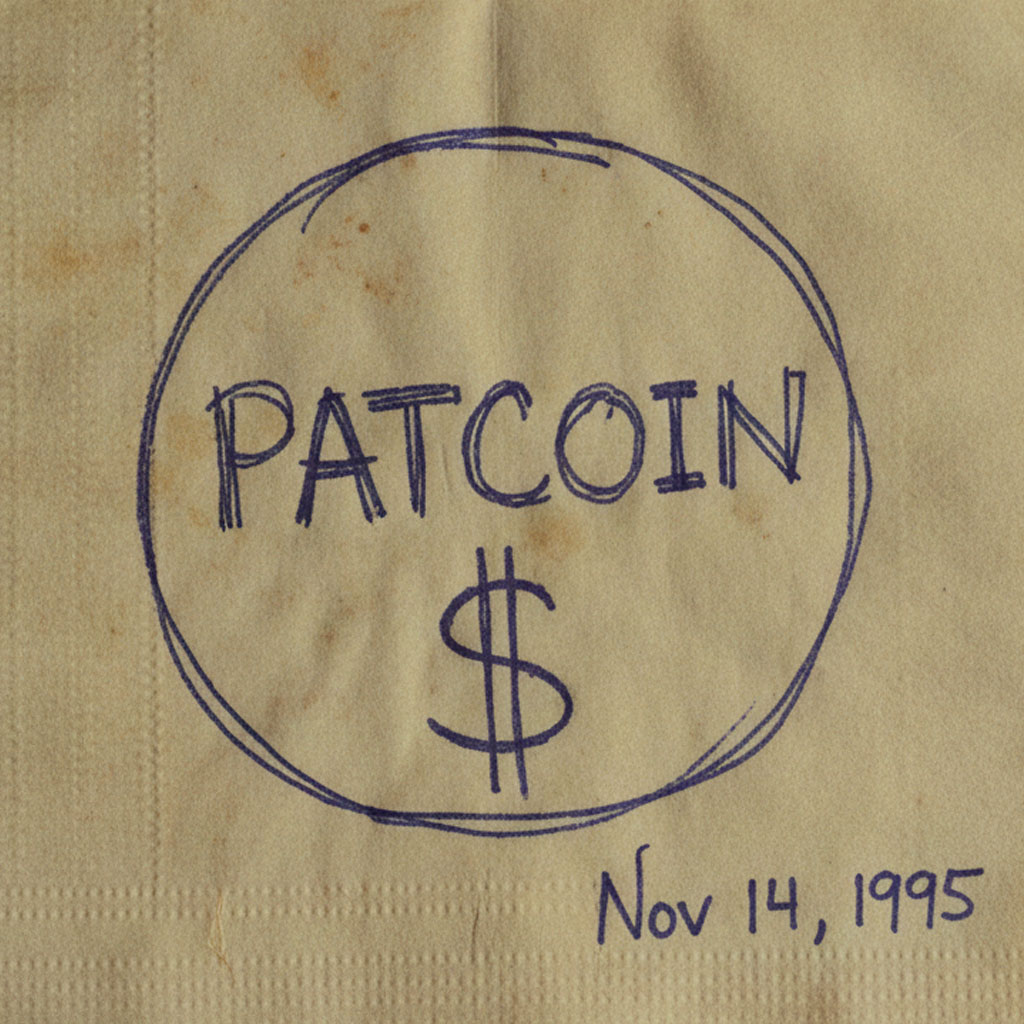 PATCOIN
$
Nov 14, 1995